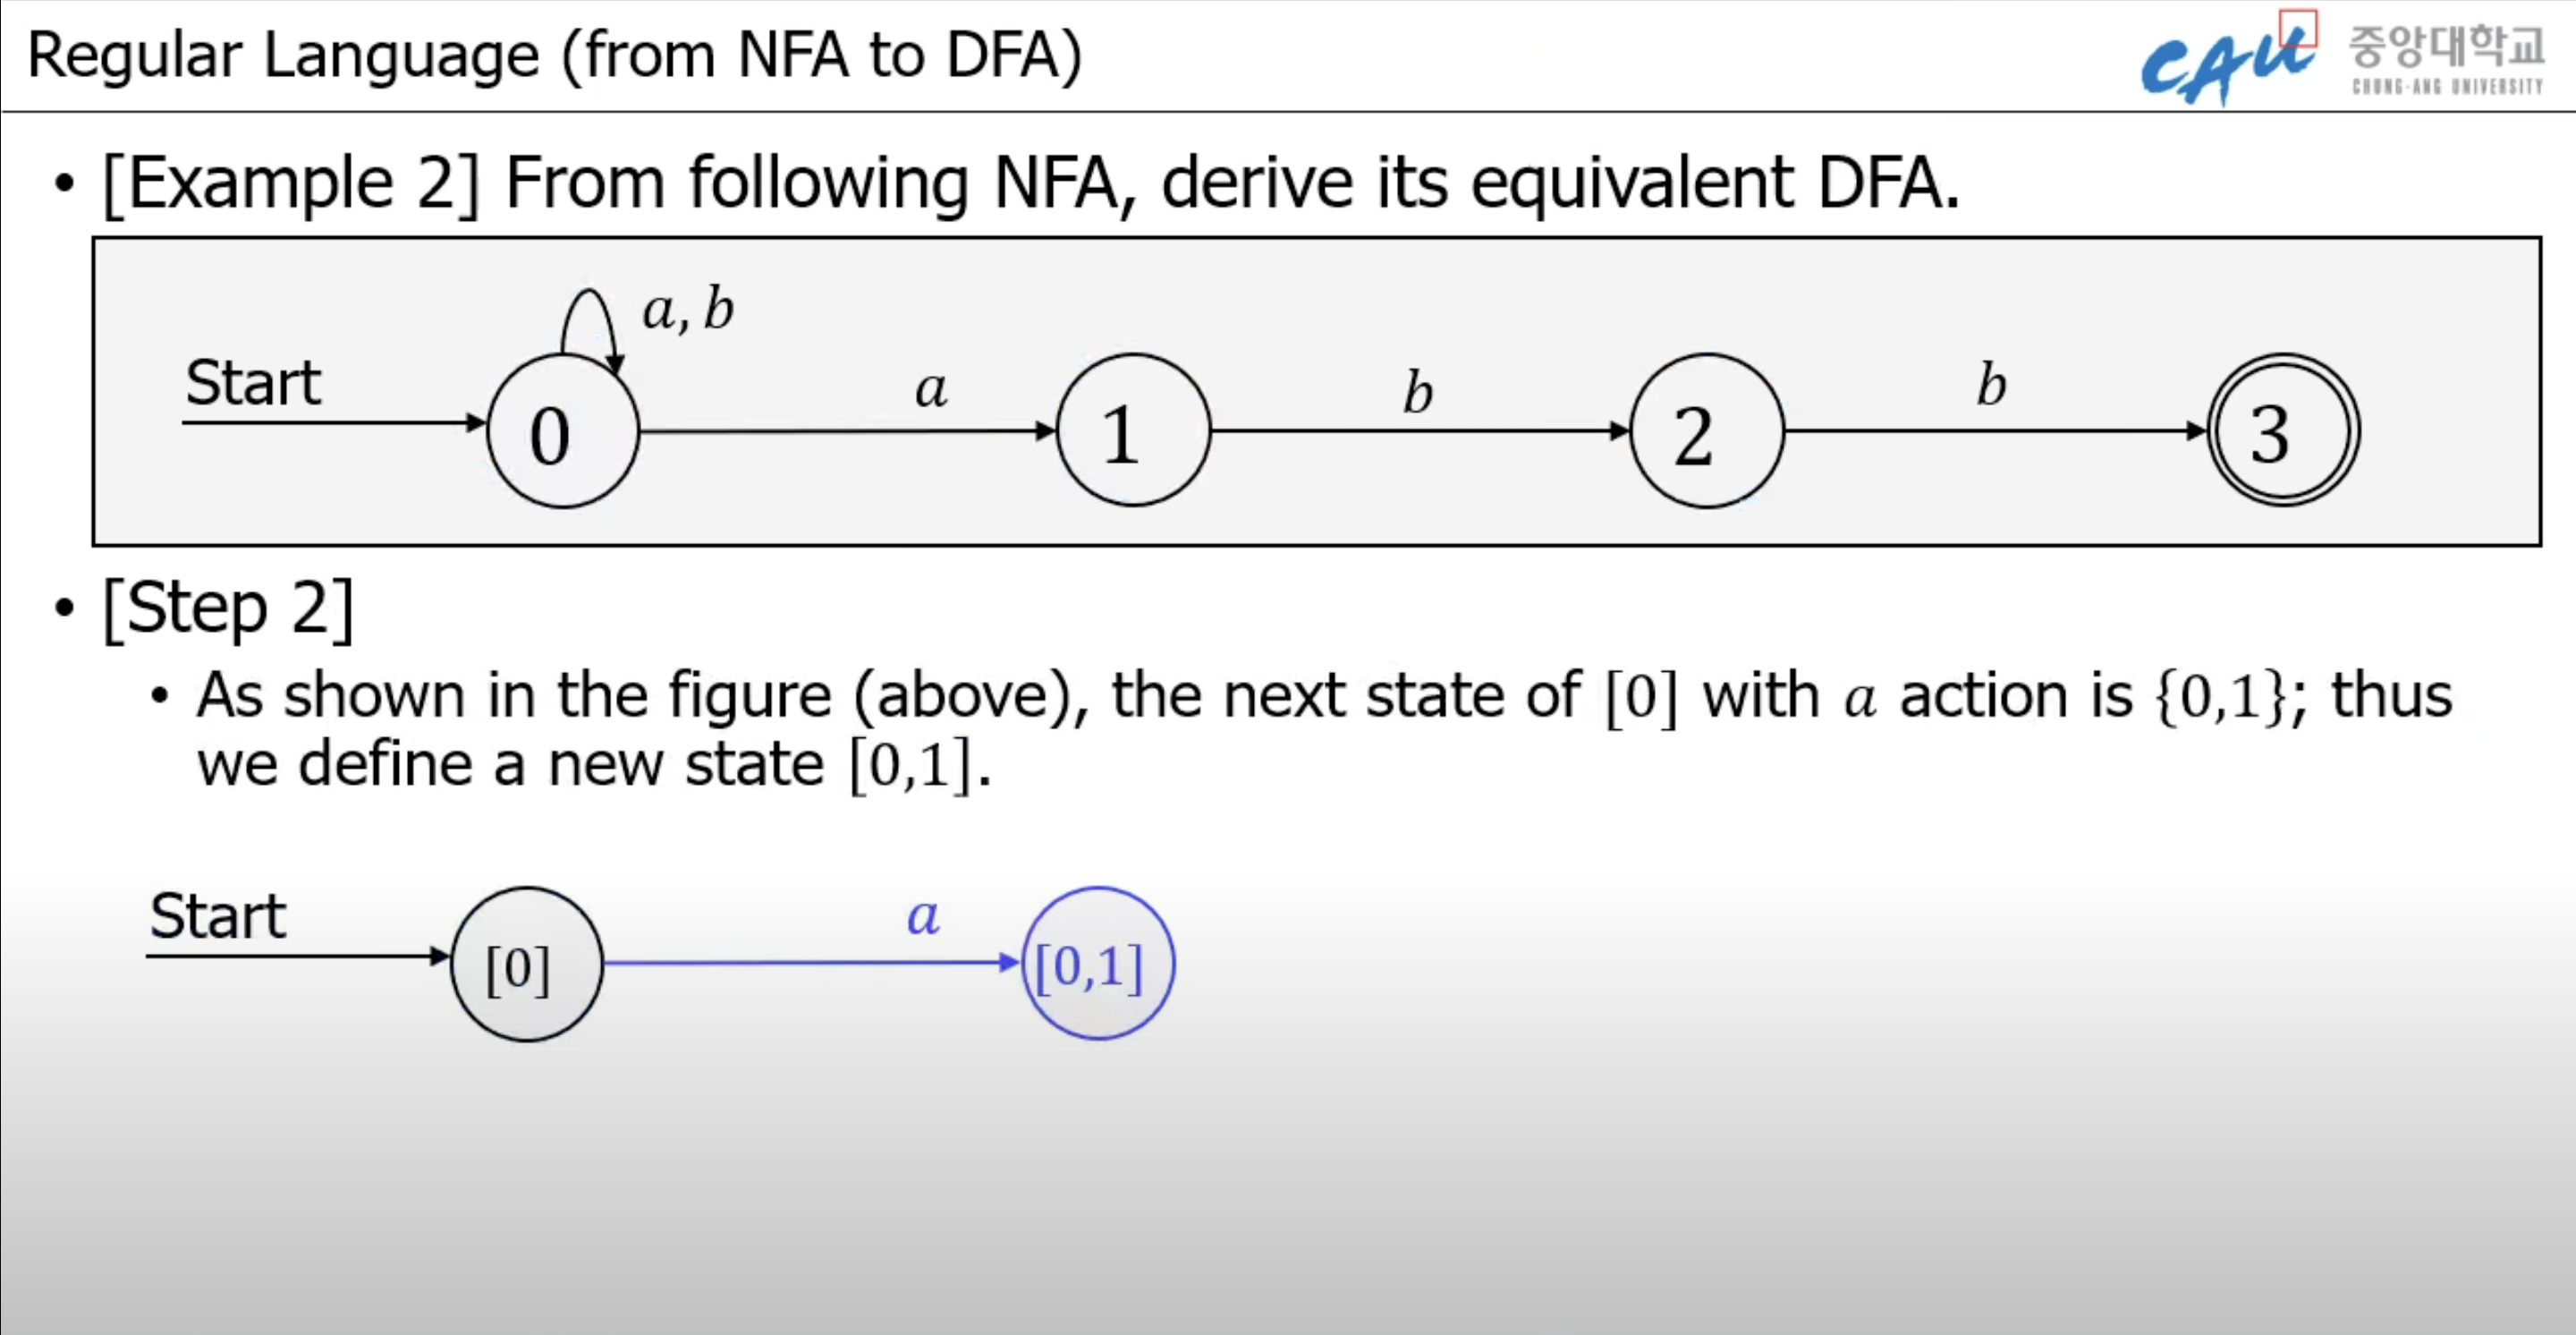 Regular Language (from NFA to DFA)
CAU 중앙대학교
CHUNG-ANG UNIVERSITY
• [Example 2] From following NFA, derive its equivalent DFA.
a, b
Start
a
b
b
0
1
2
3
• [Step 2]
• As shown in the figure (above), the next state of [0] with a action is {0,1}; thus
we define a new state [0,1].
Start
a
[0]
[0,1]